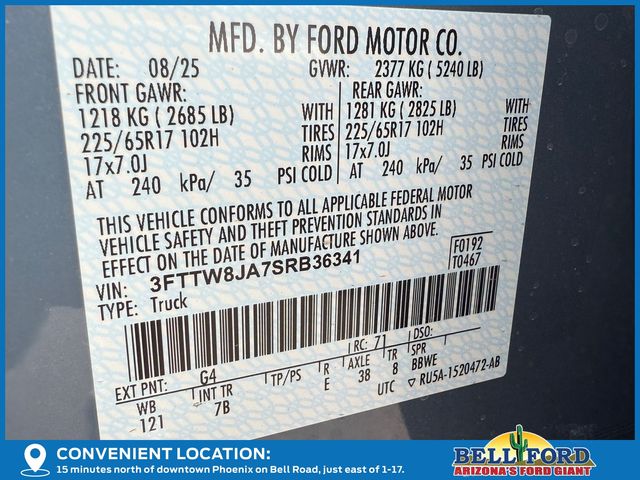 MFD. BY FORD MOTOR CO.
DATE: 08/25 GVWR: 2377 KG ( 5240 LB)
FRONT GAWR: REAR GAWR:
1218 KG ( 2685 LB) WITH 1281 KG ( 2825 LB) WITH
225/65R17 102H TIRES 225/65R17 102H TIRES
17x7.0J RIMS 17x7.0J RIMS
AT 240 kPa/ 35 PSI COLD AT 240 kPa/ 35 PSI COLD
THIS VEHICLE CONFORMS TO ALL APPLICABLE FEDERAL MOTOR
VEHICLE SAFETY AND THEFT PREVENTION STANDARDS IN
EFFECT ON THE DATE OF MANUFACTURE SHOWN ABOVE.
VIN: 3FTTW8JA7SRB36341 F0192
TYPE: Truck T0467
EXT PNT: G4 RC: 71 DSO:
WB INT TR TP/PS R AXLE TR SPR
121 7B E 38 8 BBWE
UTC RU5A-1520472-AB
CONVENIENT LOCATION:
15 minutes north of downtown Phoenix on Bell Road, just east of 1-17.
BELL FORD
ARIZONA'S FORD GIANT